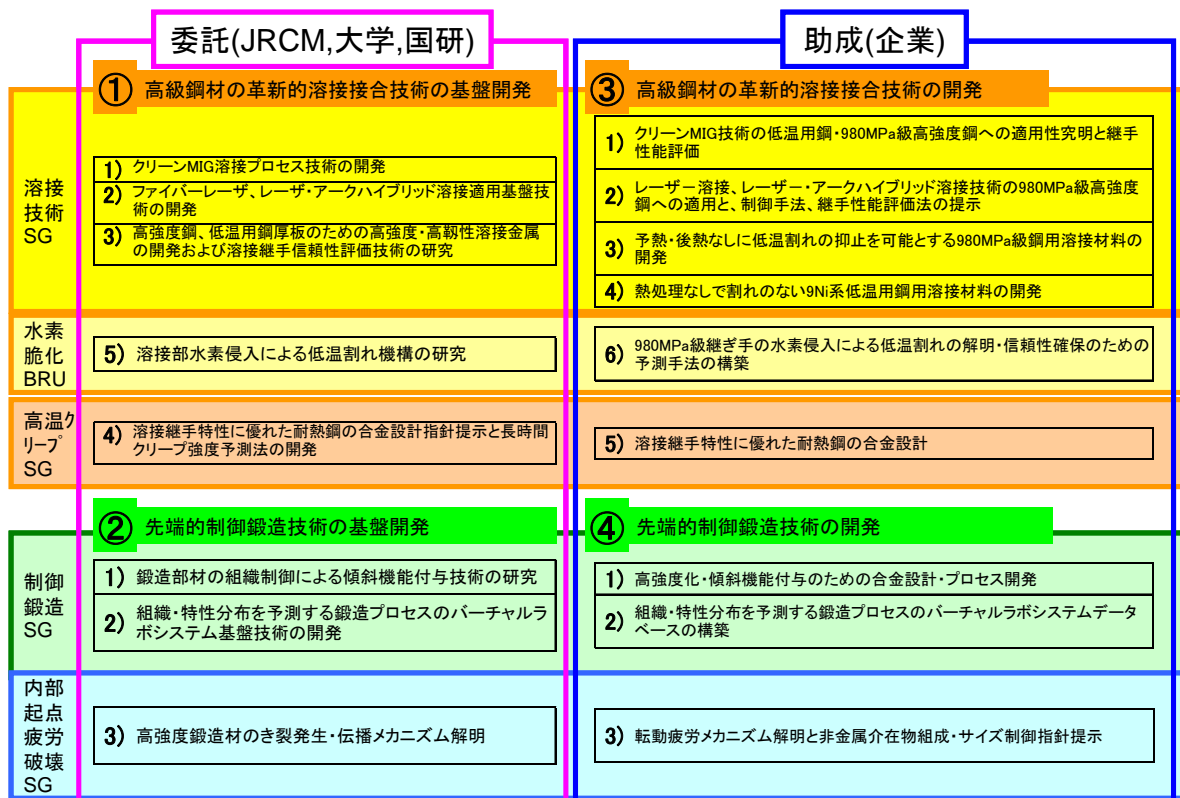 委託(JRCM,大学,国研)
助成(企業)
① 高級鋼材の革新的溶接接合技術の基盤開発
③ 高級鋼材の革新的溶接接合技術の開発
溶接
技術
SG
1) クリーンMIG溶接プロセス技術の開発
2) ファイバーレーザ、レーザ・アークハイブリッド溶接適用基盤技
術の開発
3) 高強度鋼、低温用鋼厚板のための高強度・高靱性溶接金属
の開発および溶接継手信頼性評価技術の研究
1) クリーンMIG技術の低温用鋼・980MPa級高強度鋼への適用性究明と継手
性能評価
2) レーザー溶接、レーザー・アークハイブリッド溶接技術の980MPa級高強度
鋼への適用と、制御手法、継手性能評価法の提示
3) 予熱・後熱なしに低温割れの抑止を可能とする980MPa級鋼用溶接材料の
開発
4) 熱処理なしで割れのない9Ni系低温用鋼用溶接材料の開発
水素
脆化
BRU
5) 溶接部水素侵入による低温割れ機構の研究
6) 980MPa級継ぎ手の水素侵入による低温割れの解明・信頼性確保のための
予測手法の構築
高温ク
リープ
SG
4) 溶接継手特性に優れた耐熱鋼の合金設計指針提示と長時間
クリープ強度予測法の開発
5) 溶接継手特性に優れた耐熱鋼の合金設計
② 先端的制御鍛造技術の基盤開発
④ 先端的制御鍛造技術の開発
制御
鍛造
SG
1) 鍛造部材の組織制御による傾斜機能付与技術の研究
2) 組織・特性分布を予測する鍛造プロセスのバーチャルラ
ボシステム基盤技術の開発
1) 高強度化・傾斜機能付与のための合金設計・プロセス開発
2) 組織・特性分布を予測する鍛造プロセスのバーチャルラボシステムデータ
ベースの構築
内部
起点
疲労
破壊
SG
3) 高強度鍛造材のき裂発生・伝播メカニズム解明
3) 転動疲労メカニズム解明と非金属介在物組成・サイズ制御指針提示